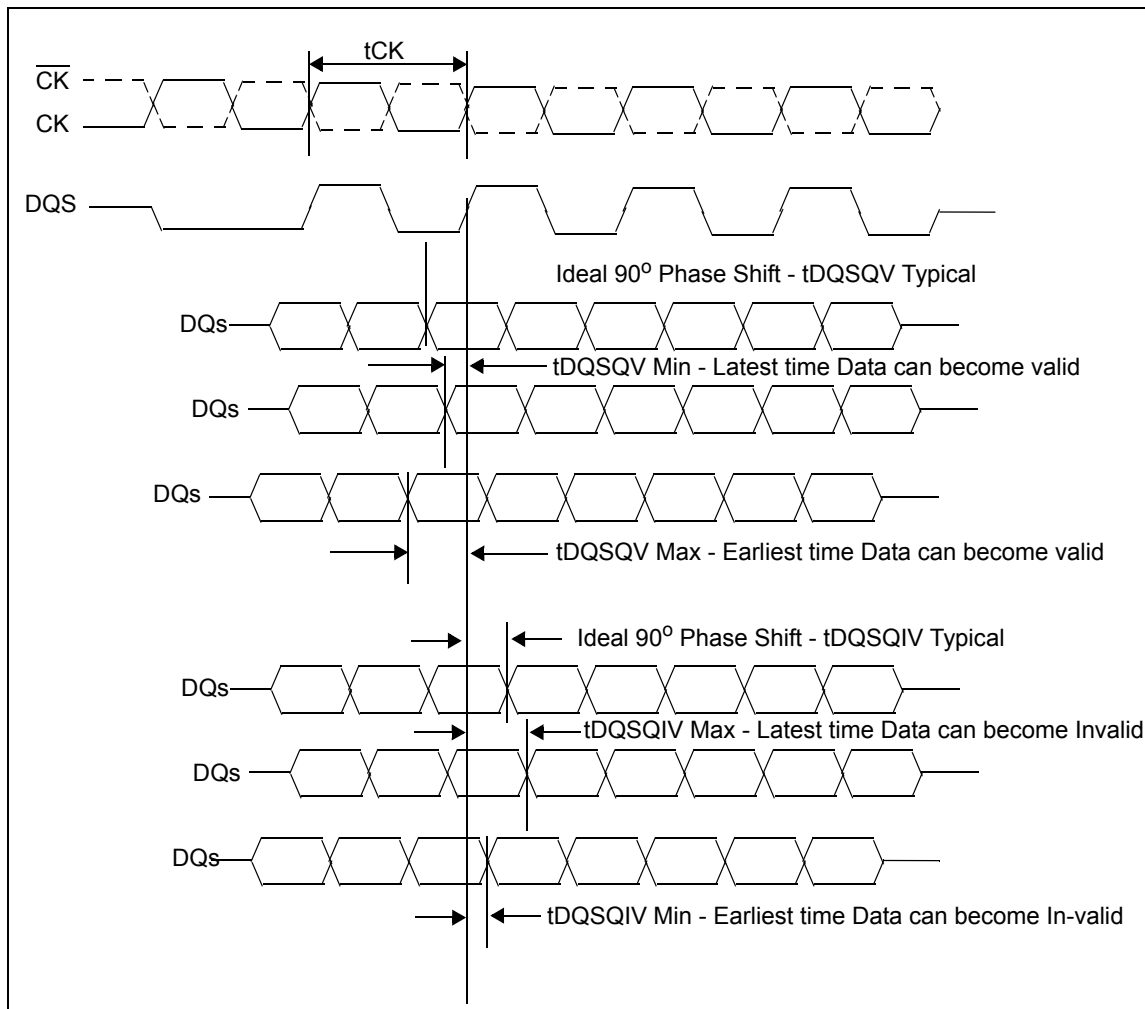 tCK
CK
CK
DQS
Ideal 90o Phase Shift - tDQSQV Typical
DQs
tDQSQV Min - Latest time Data can become valid
DQs
DQs
tDQSQV Max - Earliest time Data can become valid
Ideal 90o Phase Shift - tDQSQIV Typical
DQs
tDQSQIV Max - Latest time Data can become Invalid
DQs
DQs
tDQSQIV Min - Earliest time Data can become In-valid